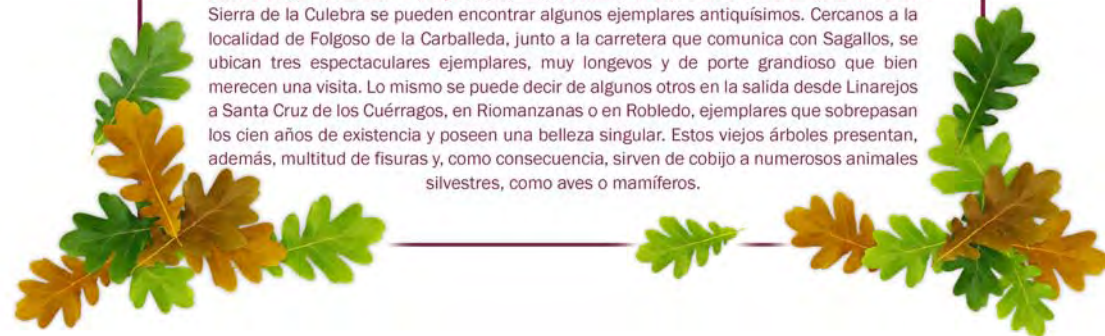 Sierra de la Culebra se pueden encontrar algunos ejemplares antiquísimos. Cercanos a la
localidad de Folgoso de la Carballeda, junto a la carretera que comunica con Sagallos, se
ubican tres espectaculares ejemplares, muy longevos y de porte grandioso que bien
merecen una visita. Lo mismo se puede decir de algunos otros en la salida desde Linarejos
a Santa Cruz de los Cuérragos, en Riomanzanas o en Robledo, ejemplares que sobrepasan
los cien años de existencia y poseen una belleza singular. Estos viejos árboles presentan,
además, multitud de fisuras y, como consecuencia, sirven de cobijo a numerosos animales
silvestres, como aves o mamíferos.